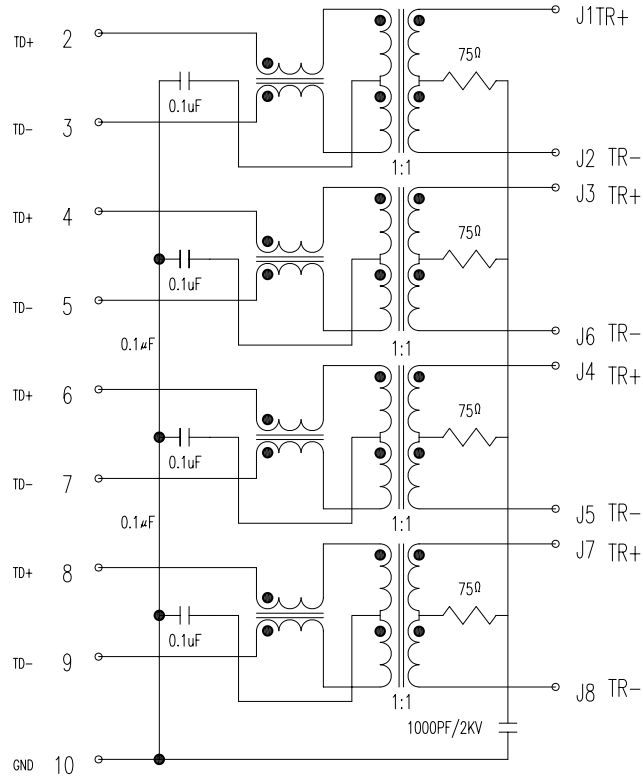 TD+ 2 J1 TR+
75Ω
0.1uF
TD- 3 J2 TR-
1:1
TD+ 4 J3 TR+
75Ω
0.1uF
TD- 5 J6 TR-
0.1μF 1:1
TD+ 6 J4 TR+
75Ω
0.1uF
TD- 7 J5 TR-
0.1μF 1:1
TD+ 8 J7 TR+
75Ω
0.1uF
TD- 9 J8 TR-
1:1
1000PF/2KV
GND 10